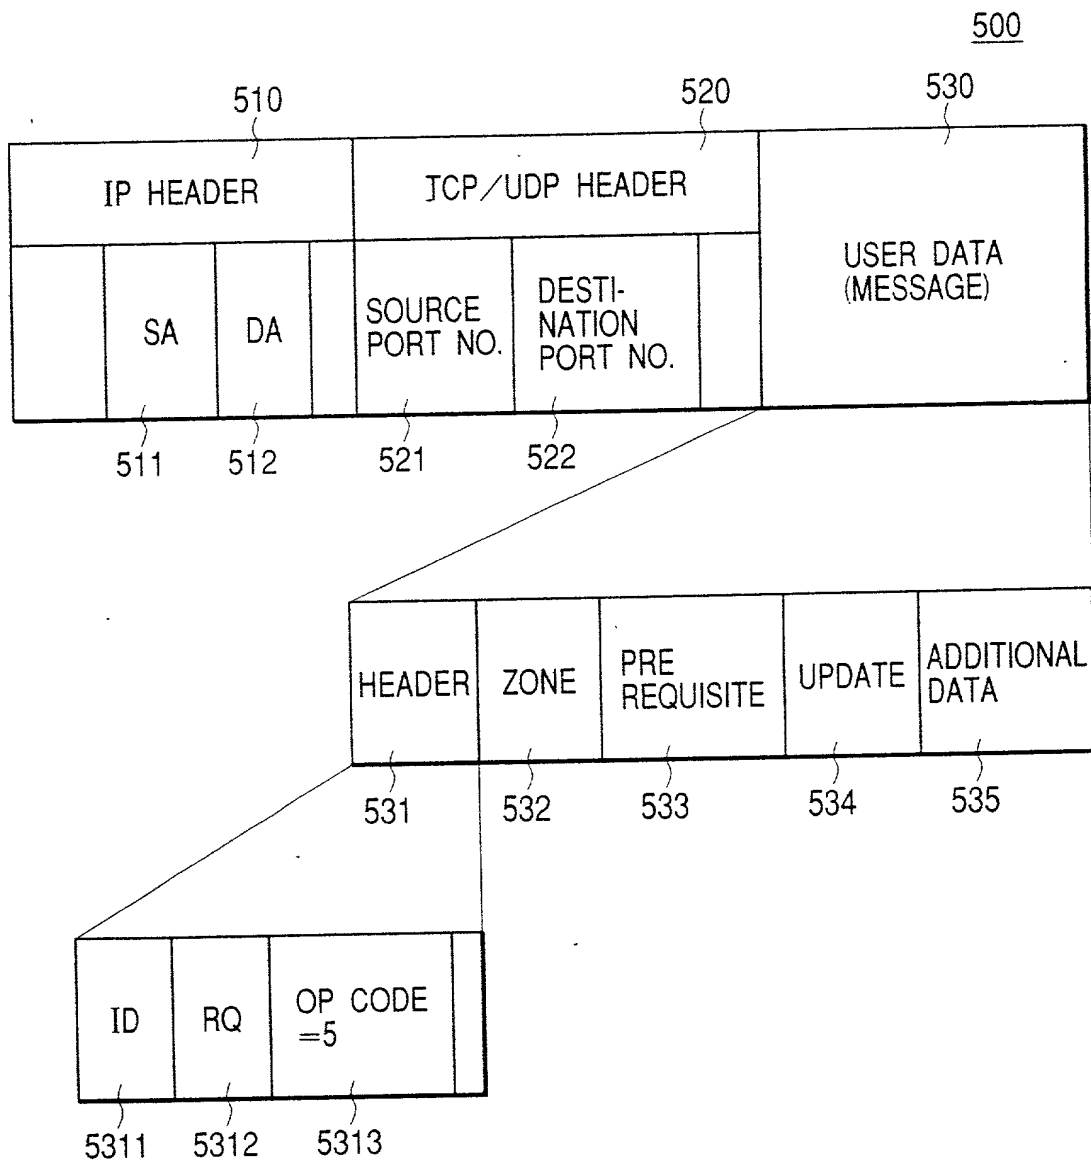 500
510
520
530
IP HEADER
TCP/UDP HEADER
USER DATA
(MESSAGE)
SA
DA
SOURCE
PORT NO.
DESTI-
NATION
PORT NO.
511
512
521
522
HEADER
ZONE
PRE
REQUISITE
UPDATE
ADDITIONAL
DATA
531
532
533
534
535
ID
RQ
OP CODE
=5
5311
5312
5313